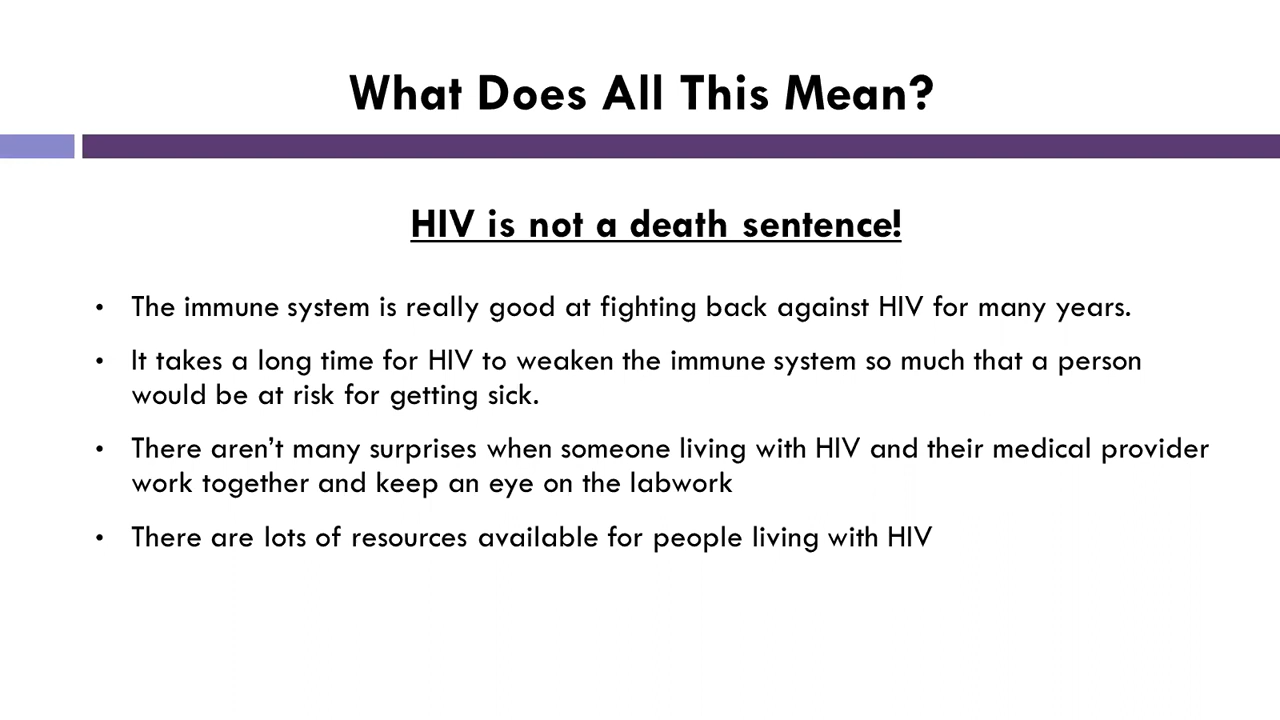 What Does All This Mean?
HIV is not a death sentence!
• The immune system is really good at fighting back against HIV for many years.
• It takes a long time for HIV to weaken the immune system so much that a person
would be at risk for getting sick.
• There aren’t many surprises when someone living with HIV and their medical provider
work together and keep an eye on the labwork
• There are lots of resources available for people living with HIV